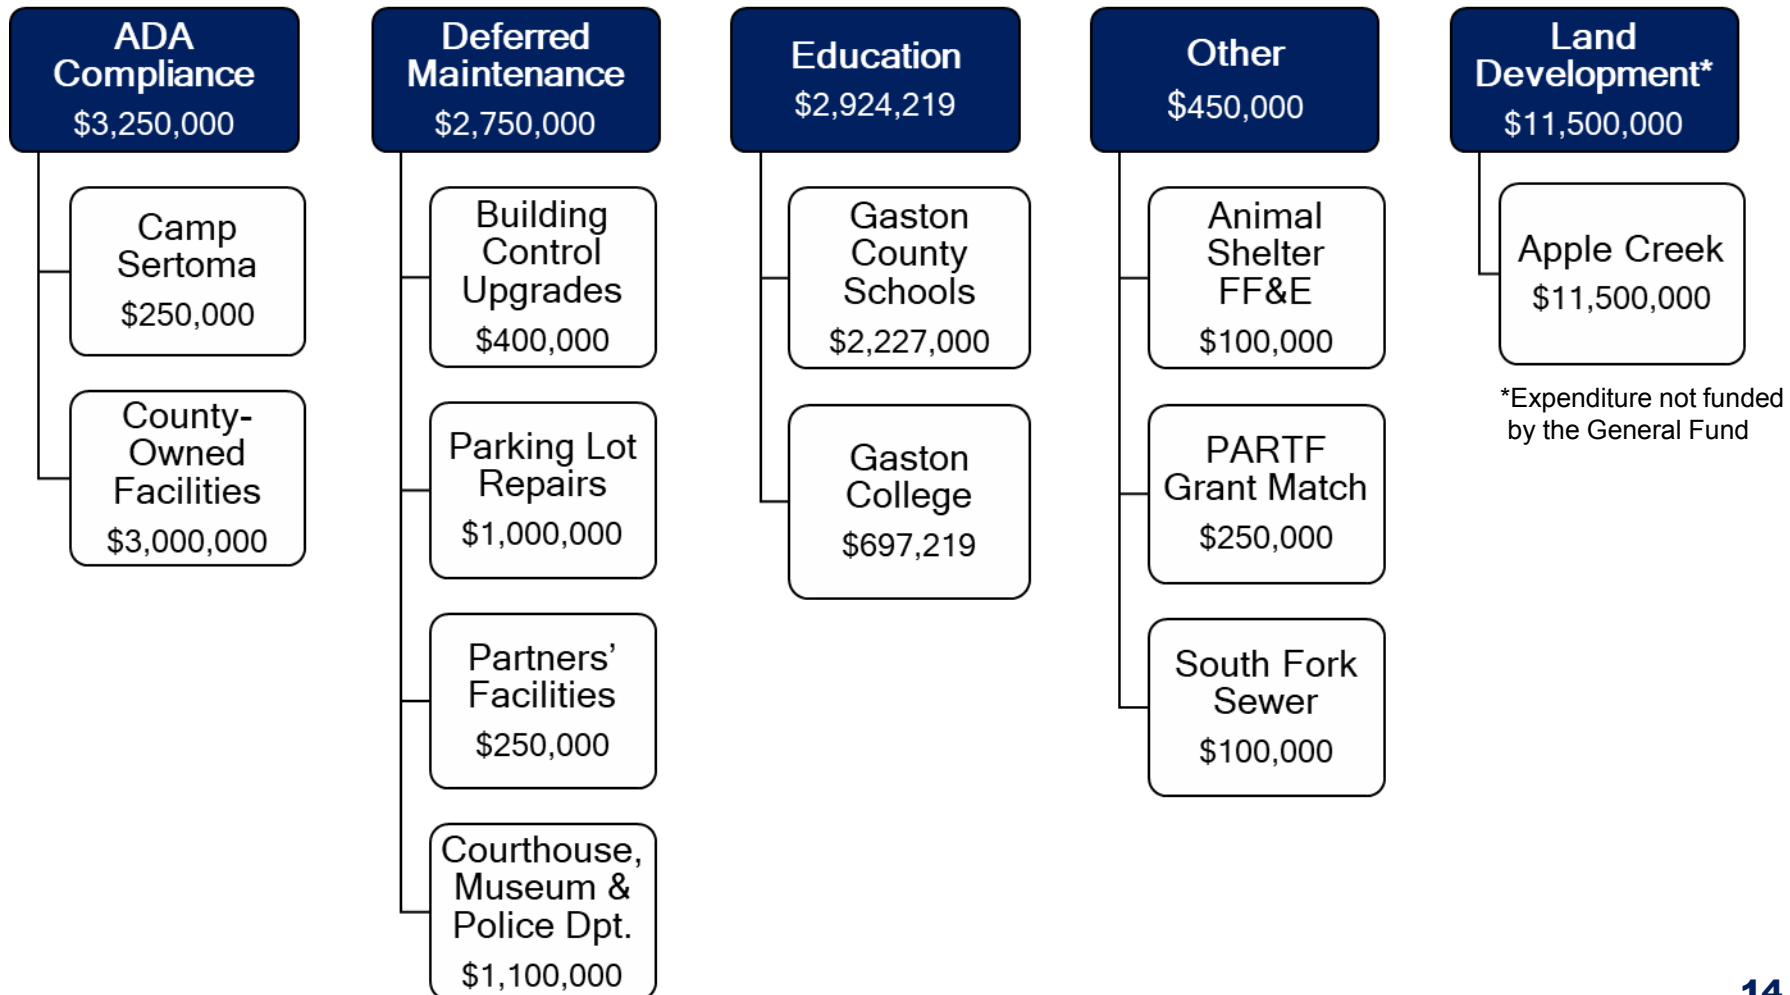 ADA
Compliance
$3,250,000
Camp
Sertoma
$250,000
County-
Owned
Facilities
$3,000,000
Deferred
Maintenance
$2,750,000
Building
Control
Upgrades
$400,000
Parking Lot
Repairs
$1,000,000
Partners’
Facilities
$250,000
Courthouse,
Museum &
Police Dpt.
$1,100,000
Education
$2,924,219
Gaston
County
Schools
$2,227,000
Gaston
College
$697,219
Other
$450,000
Animal
Shelter
FF&E
$100,000
PARTF
Grant Match
$250,000
South Fork
Sewer
$100,000
Land
Development*
$11,500,000
Apple Creek
$11,500,000
*Expenditure not funded
by the General Fund
14